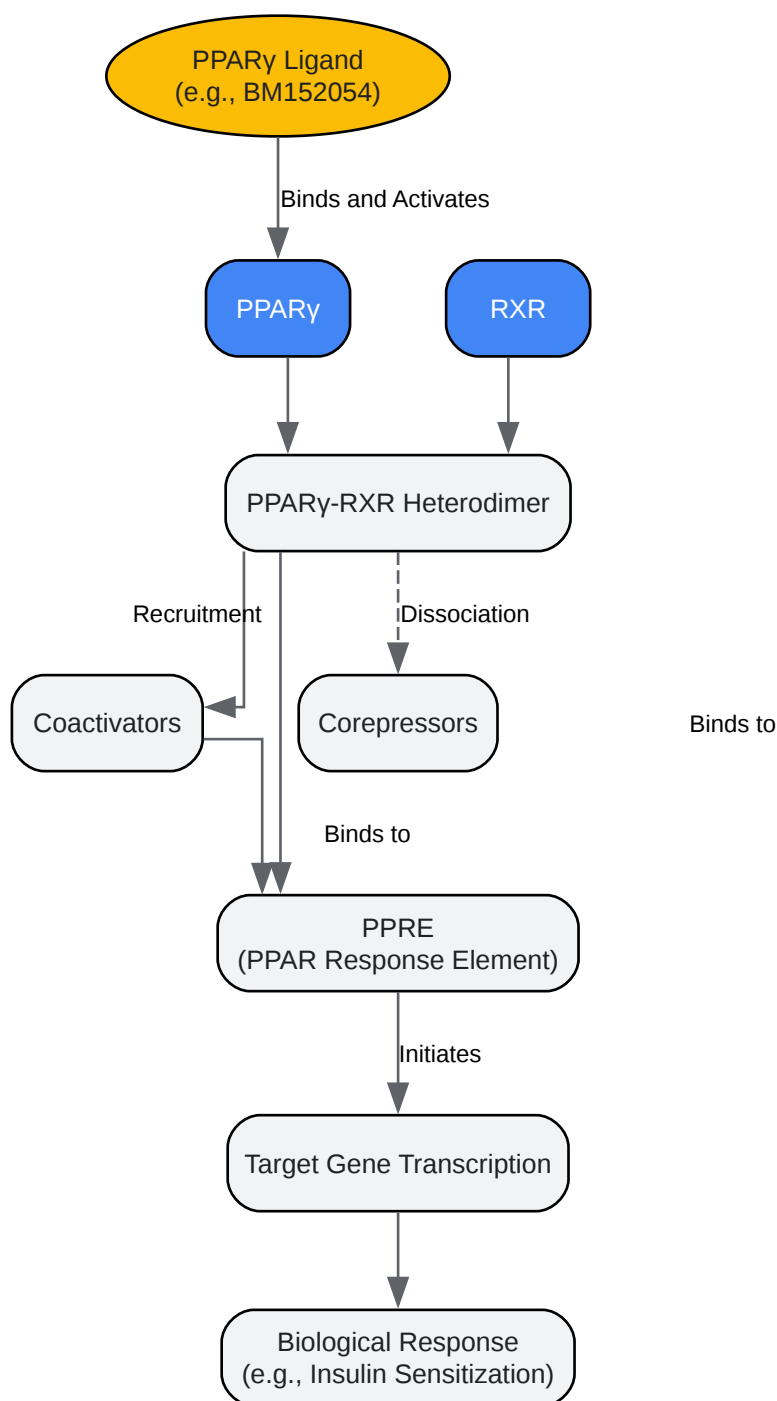 PPARγ Ligand
(e.g., BM152054)
Binds and Activates
PPARγ
RXR
PPARγ-RXR Heterodimer
Recruitment
Dissociation
Coactivators
Corepressors
Binds to
Binds to
PPRE
(PPAR Response Element)
Initiates
Target Gene Transcription
Biological Response
(e.g., Insulin Sensitization)